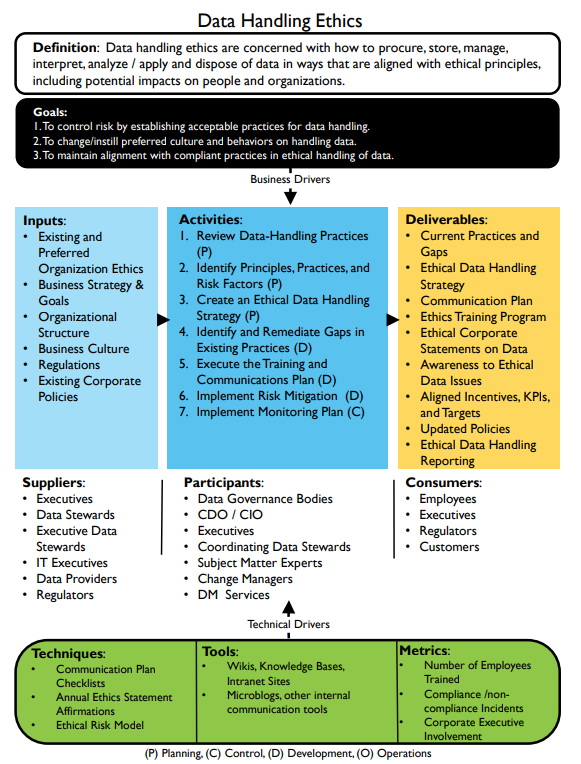 Data Handling Ethics
Definition: Data handling ethics are concerned with how to procure, store, manage,
interpret, analyze / apply and dispose of data in ways that are aligned with ethical principles,
including potential impacts on people and organizations.
Goals:
1. To control risk by establishing acceptable practices for data handling.
2. To change/instill preferred culture and behaviors on handling data.
3. To maintain alignment with compliant practices in ethical handling of data.
Business Drivers
Inputs:
• Existing and
Preferred
Organization Ethics
• Business Strategy &
Goals
• Organizational
Structure
• Business Culture
• Regulations
• Existing Corporate
Policies
Activities:
1. Review Data-Handling Practices
(P)
2. Identify Principles, Practices, and
Risk Factors (P)
3. Create an Ethical Data Handling
Strategy (P)
4. Identify and Remediate Gaps in
Existing Practices (D)
5. Execute the Training and
Communications Plan (D)
6. Implement Risk Mitigation (D)
7. Implement Monitoring Plan (C)
Deliverables:
• Current Practices and
Gaps
• Ethical Data Handling
Strategy
• Communication Plan
• Ethics Training Program
• Ethical Corporate
Statements on Data
• Awareness to Ethical
Data Issues
• Aligned Incentives, KPIs,
and Targets
• Updated Policies
• Ethical Data Handling
Reporting
Suppliers:
• Executives
• Data Stewards
• Executive Data
Stewards
• IT Executives
• Data Providers
• Regulators
Participants:
• Data Governance Bodies
• CDO / CIO
• Executives
• Coordinating Data Stewards
• Subject Matter Experts
• Change Managers
• DM Services
Consumers:
• Employees
• Executives
• Regulators
• Customers
Technical Drivers
Techniques:
• Communication Plan
Checklists
• Annual Ethics Statement
Affirmations
• Ethical Risk Model
Tools:
• Wikis, Knowledge Bases,
Intranet Sites
• Microblogs, other internal
communication tools
Metrics:
• Number of Employees
Trained
• Compliance /non-
compliance Incidents
• Corporate Executive
Involvement
(P) Planning, (C) Control, (D) Development, (O) Operations